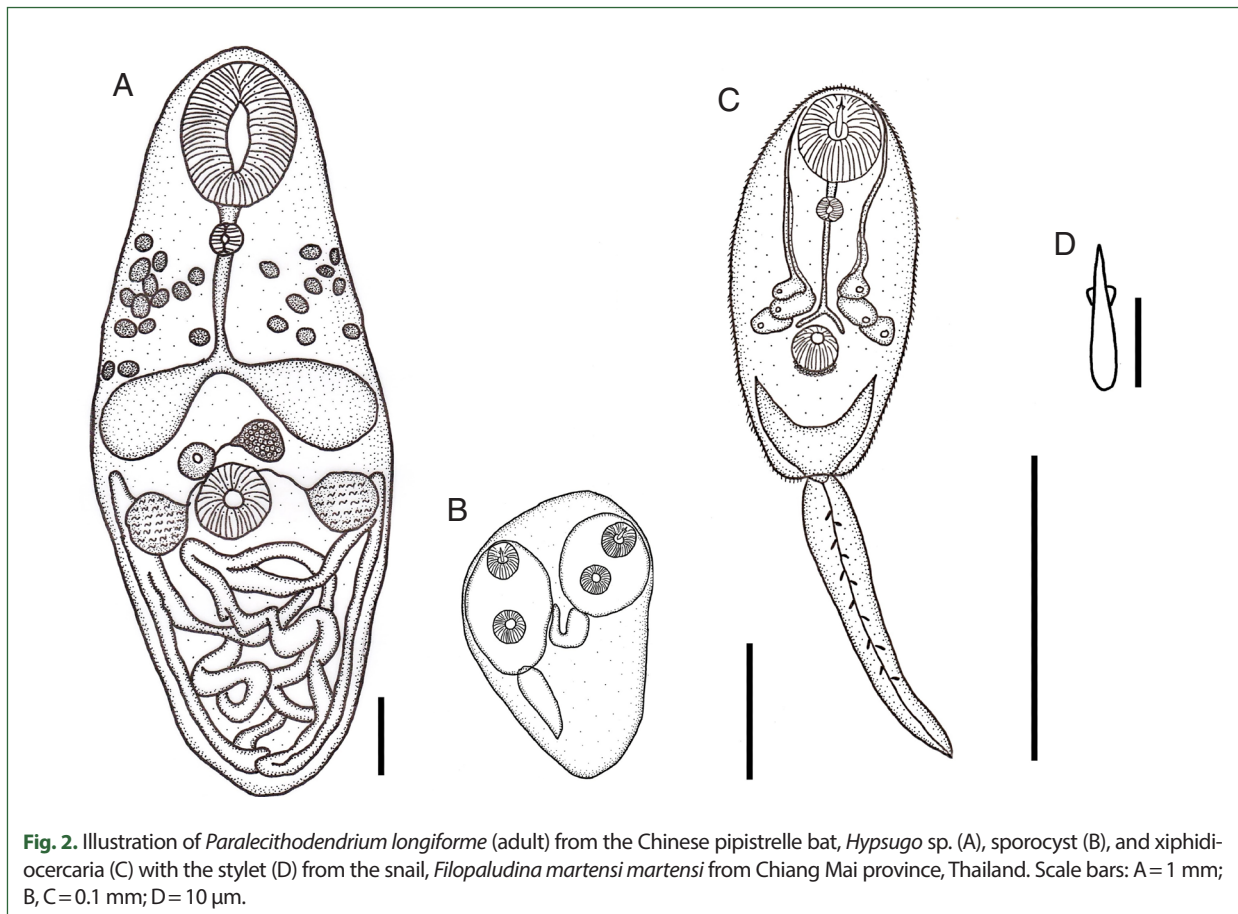 A
B
C
D
Fig. 2. Illustration of Paralecithodendrium longiforme (adult) from the Chinese pipistrelle bat, Hypsugo sp. (A), sporocyst (B), and xiphidi-
ocercaria (C) with the stylet (D) from the snail, Filopaludina martensi martensi from Chiang Mai province, Thailand. Scale bars: A=1 mm;
B, C=0.1 mm; D=10 μm.